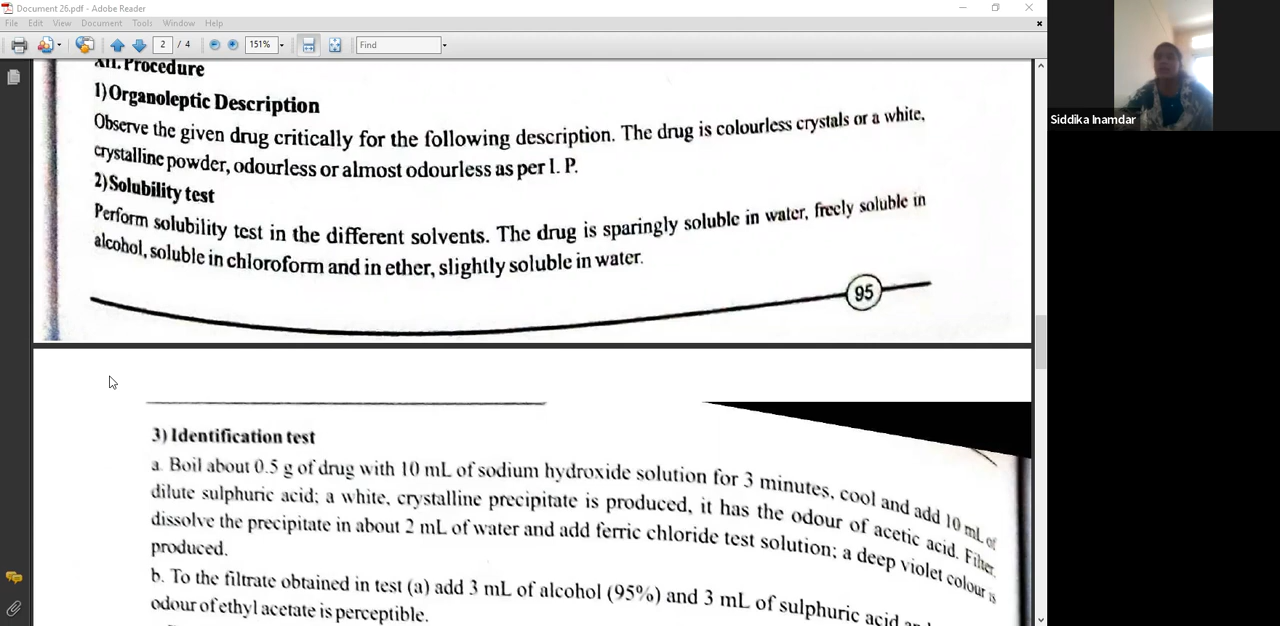 Document 26.pdf - Adobe Reader
File Edit View Document Tools Window Help
2 / 4 151% Find
XII. Procedure
1) Organoleptic Description
Observe the given drug critically for the following description. The drug is colourless crystals or a white,
crystalline powder, odourless or almost odourless as per I. P.
2) Solubility test
Perform solubility test in the different solvents. The drug is sparingly soluble in water, freely soluble in
alcohol, soluble in chloroform and in ether, slightly soluble in water.
95
3) Identification test
a. Boil about 0.5 g of drug with 10 mL of sodium hydroxide solution for 3 minutes, cool and add 10 mL of
dilute sulphuric acid; a white, crystalline precipitate is produced, it has the odour of acetic acid. Filter,
dissolve the precipitate in about 2 mL of water and add ferric chloride test solution; a deep violet colour is
produced.
b. To the filtrate obtained in test (a) add 3 mL of alcohol (95%) and 3 mL of sulphuric acid
odour of ethyl acetate is perceptible.
Siddika Inamdar